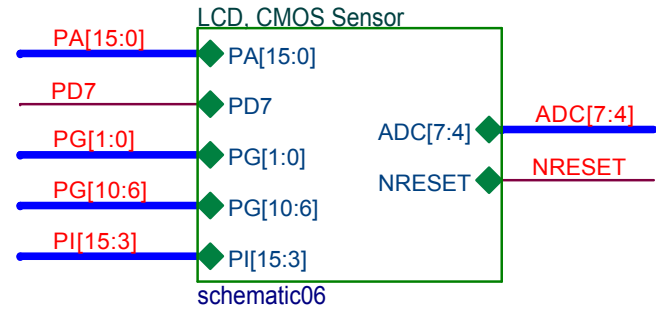 LCD, CMOS Sensor
PA[15:0]
PA[15:0]
PD7
PD7
ADC[7:4]
ADC[7:4]
PG[1:0]
PG[1:0]
NRESET
NRESET
PG[10:6]
PG[10:6]
PI[15:3]
PI[15:3]
schematic06